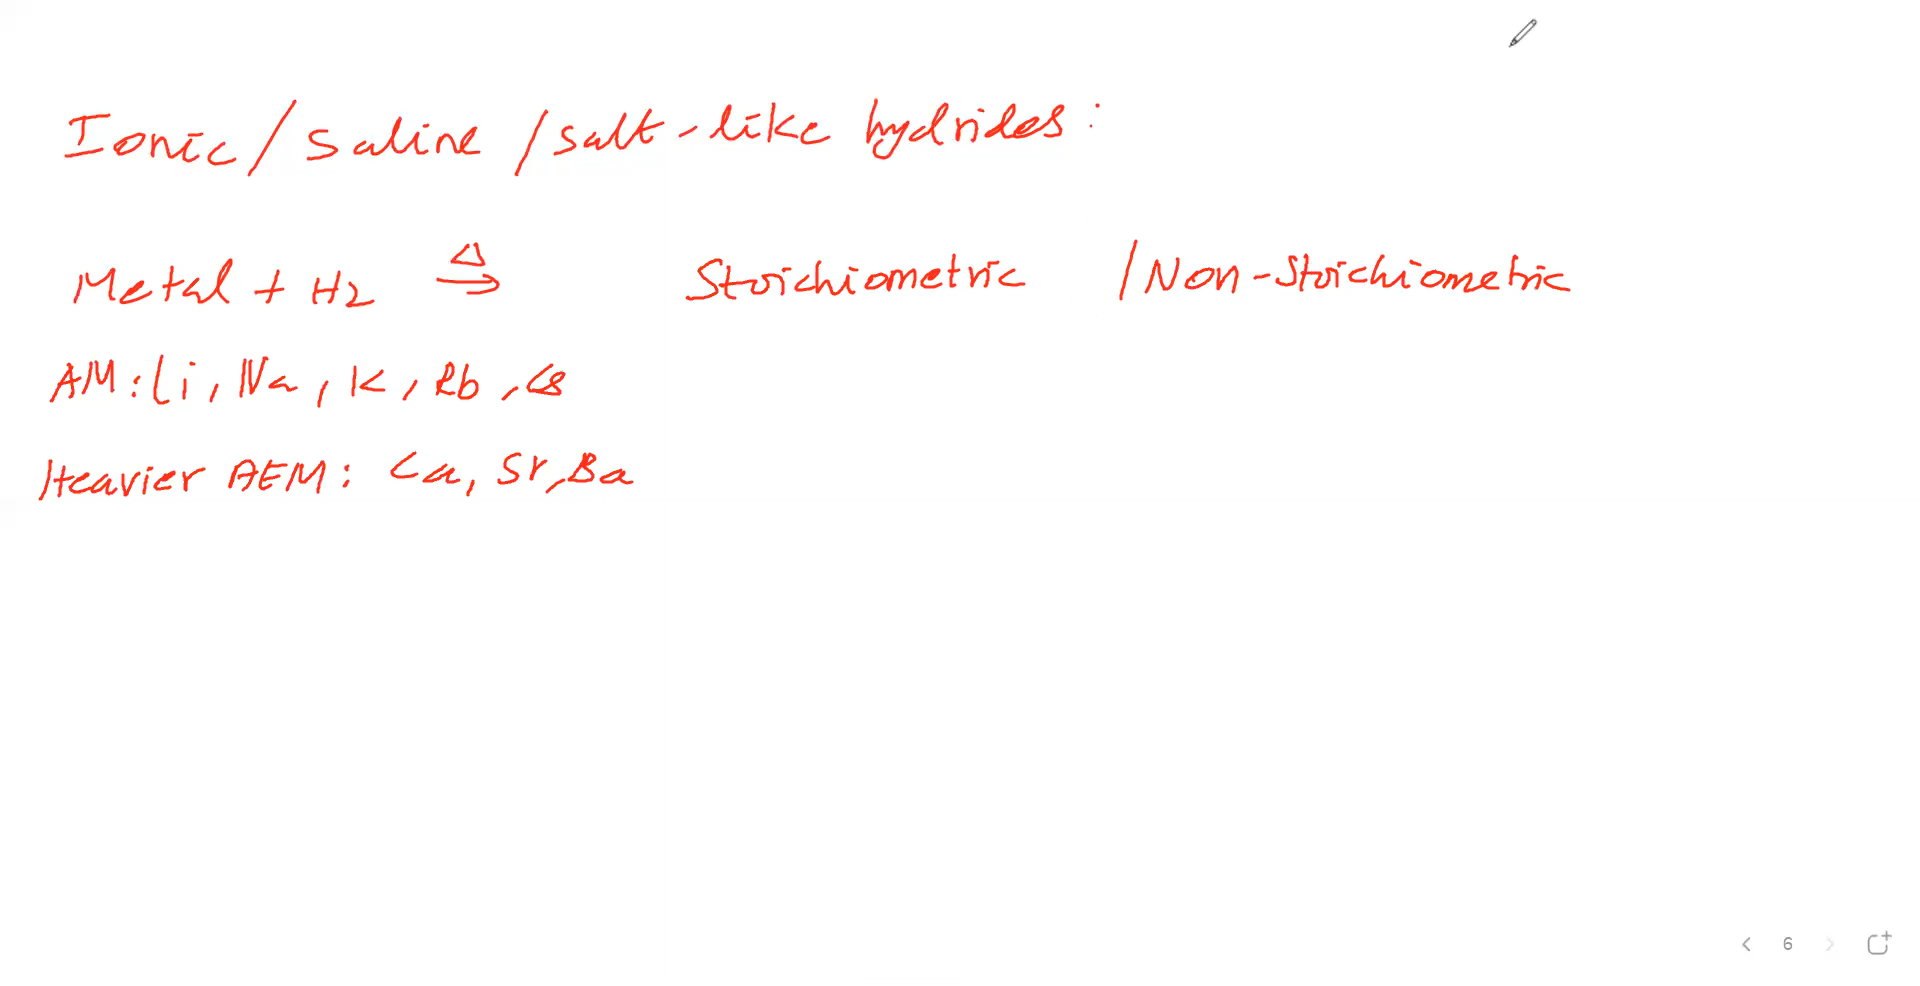 Ionic / Saline / salt-like hydrides:
Metal + H2 Δ→ Stoichiometric / Non-Stoichiometric
AM: Li, Na, K, Rb, Cs
Heavier AEM: Ca, Sr, Ba
6